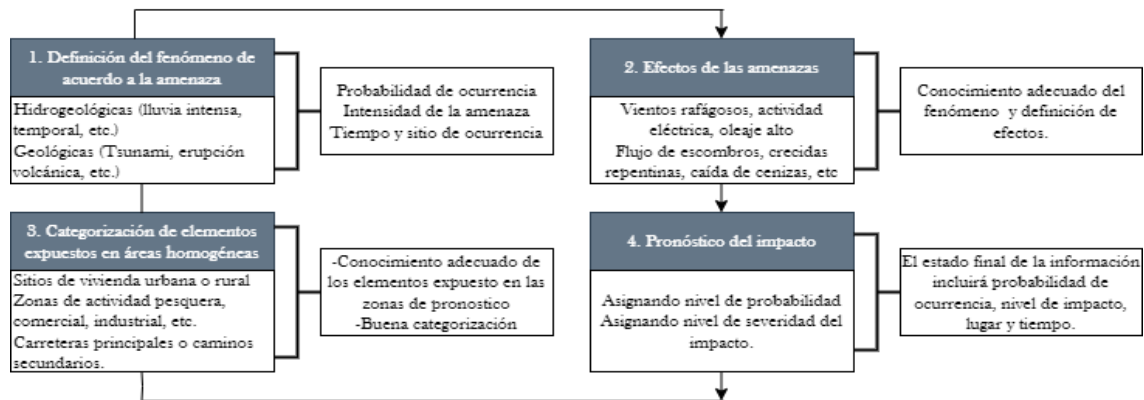 1. Definición del fenómeno de
acuerdo a la amenaza
Hidrogeológicas (lluvia intensa,
temporal, etc.)
Geológicas (Tsunami, erupción
volcánica, etc.)
Probabilidad de ocurrencia
Intensidad de la amenaza
Tiempo y sitio de ocurrencia
2. Efectos de las amenazas
Vientos rafágosos, actividad
eléctrica, oleaje alto
Flujo de escombros, crecidas
repentinas, caída de cenizas, etc
Conocimiento adecuado del
fenómeno y definición de
efectos.
3. Categorización de elementos
expuestos en áreas homogéneas
Sitios de vivienda urbana o rural
Zonas de actividad pesquera,
comercial, industrial, etc.
Carreteras principales o caminos
secundarios.
-Conocimiento adecuado de
los elementos expuesto en las
zonas de pronostico
-Buena categorización
4. Pronóstico del impacto
Asignando nivel de probabilidad
Asignando nivel de severidad del
impacto.
El estado final de la información
incluirá probabilidad de
ocurrencia, nivel de impacto,
lugar y tiempo.